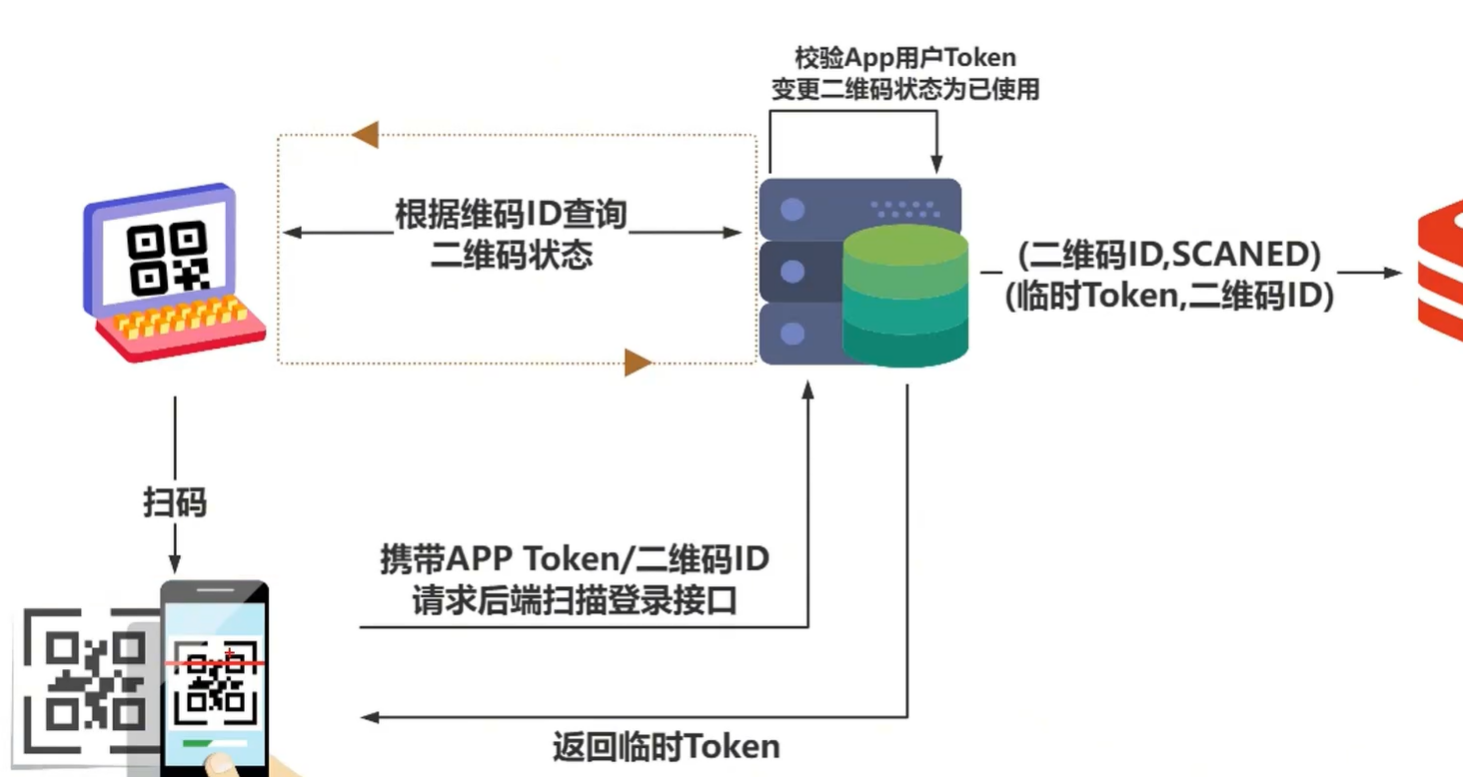 校验App用户Token
变更二维码状态为已使用
根据维码ID查询
二维码状态
(二维码ID,SCANED)
(临时Token,二维码ID)
扫码
携带APP Token/二维码ID
请求后端扫描登录接口
返回临时Token